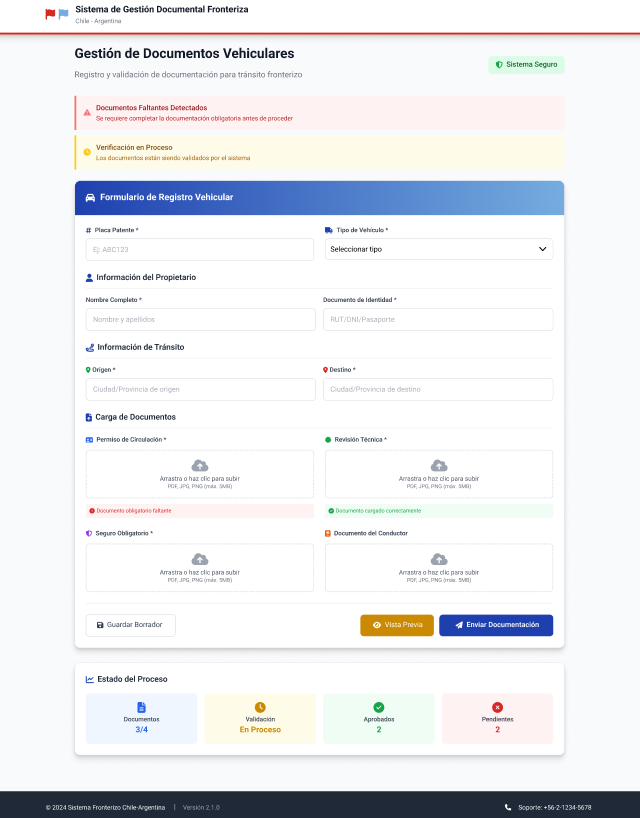 Sistema de Gestión Documental Fronteriza
Chile - Argentina
Gestión de Documentos Vehiculares
Registro y validación de documentación para tránsito fronterizo
Sistema Seguro
Documentos Faltantes Detectados
Se requiere completar la documentación obligatoria antes de proceder
Verificación en Proceso
Los documentos están siendo validados por el sistema
Formulario de Registro Vehicular
Placa Patente *
Tipo de Vehículo *
Ej: ABC123
Seleccionar tipo
Información del Propietario
Nombre Completo *
Documento de Identidad *
Nombre y apellidos
RUT/DNI/Pasaporte
Información de Tránsito
Origen *
Destino *
Ciudad/Provincia de origen
Ciudad/Provincia de destino
Carga de Documentos
Permiso de Circulación *
Revisión Técnica *
Arrastra o haz clic para subir
PDF, JPG, PNG (máx. 5MB)
Arrastra o haz clic para subir
PDF, JPG, PNG (máx. 5MB)
Documento obligatorio faltante
Documento cargado correctamente
Seguro Obligatorio *
Documento del Conductor
Arrastra o haz clic para subir
PDF, JPG, PNG (máx. 5MB)
Arrastra o haz clic para subir
PDF, JPG, PNG (máx. 5MB)
Guardar Borrador
Vista Previa
Enviar Documentación
Estado del Proceso
Documentos
3/4
Validación
En Proceso
Aprobados
2
Pendientes
2
© 2024 Sistema Fronterizo Chile-Argentina | Versión 2.1.0
Soporte: +56-2-1234-5678